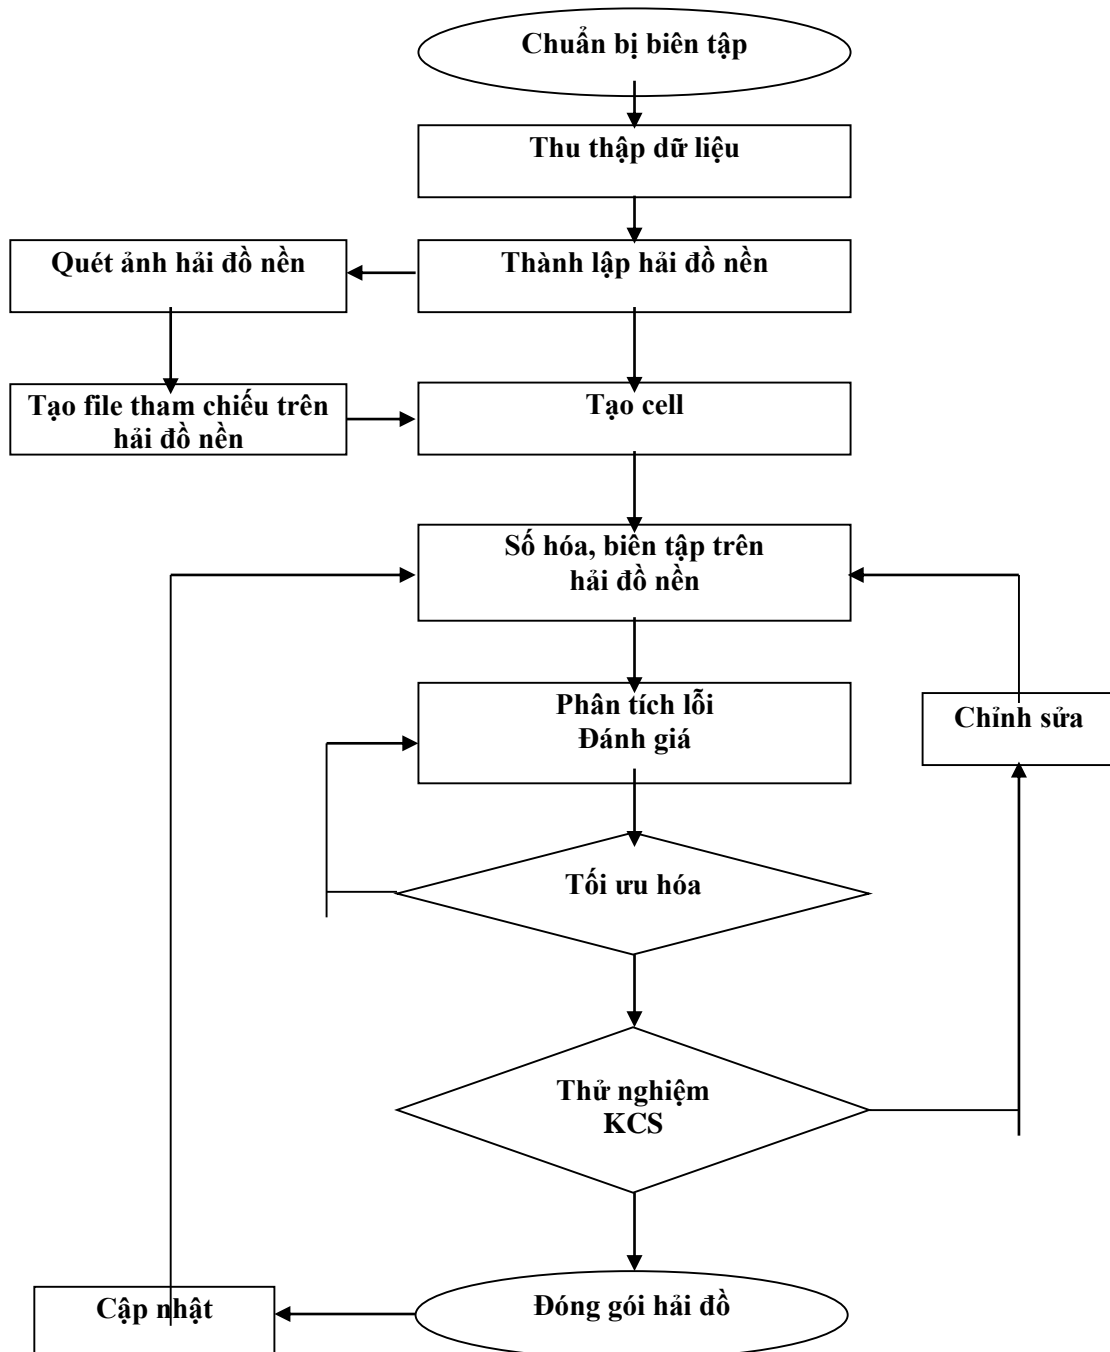 Chuẩn bị biên tập
Thu thập dữ liệu
Quét ảnh hải đồ nền
Thành lập hải đồ nền
Tạo file tham chiếu trên
hải đồ nền
Tạo cell
Số hóa, biên tập trên
hải đồ nền
Phân tích lỗi
Đánh giá
Chỉnh sửa
Tối ưu hóa
Thử nghiệm
KCS
Cập nhật
Đóng gói hải đồ